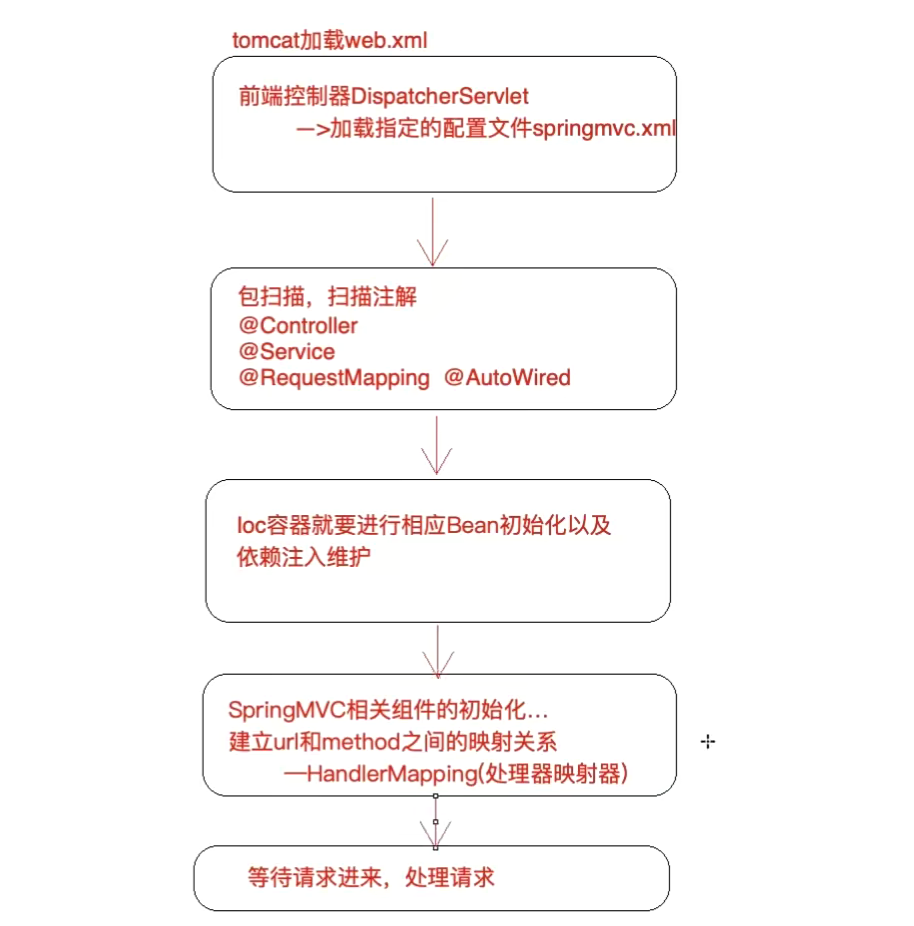 tomcat加载web.xml
前端控制器DispatcherServlet
—>加载指定的配置文件springmvc.xml
包扫描，扫描注解
@Controller
@Service
@RequestMapping @AutoWired
Ioc容器就要进行相应Bean初始化以及
依赖注入维护
SpringMVC相关组件的初始化...
建立url和method之间的映射关系
—HandlerMapping(处理器映射器)
等待请求进来，处理请求